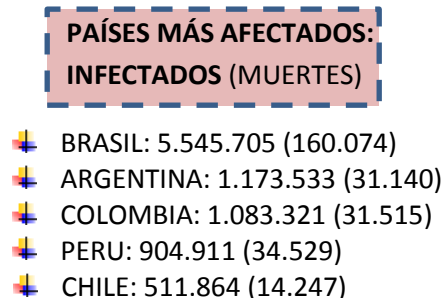 PAÍSES MÁS AFECTADOS:
INFECTADOS (MUERTES)
BRASIL: 5.545.705 (160.074)
ARGENTINA: 1.173.533 (31.140)
COLOMBIA: 1.083.321 (31.515)
PERU: 904.911 (34.529)
CHILE: 511.864 (14.247)